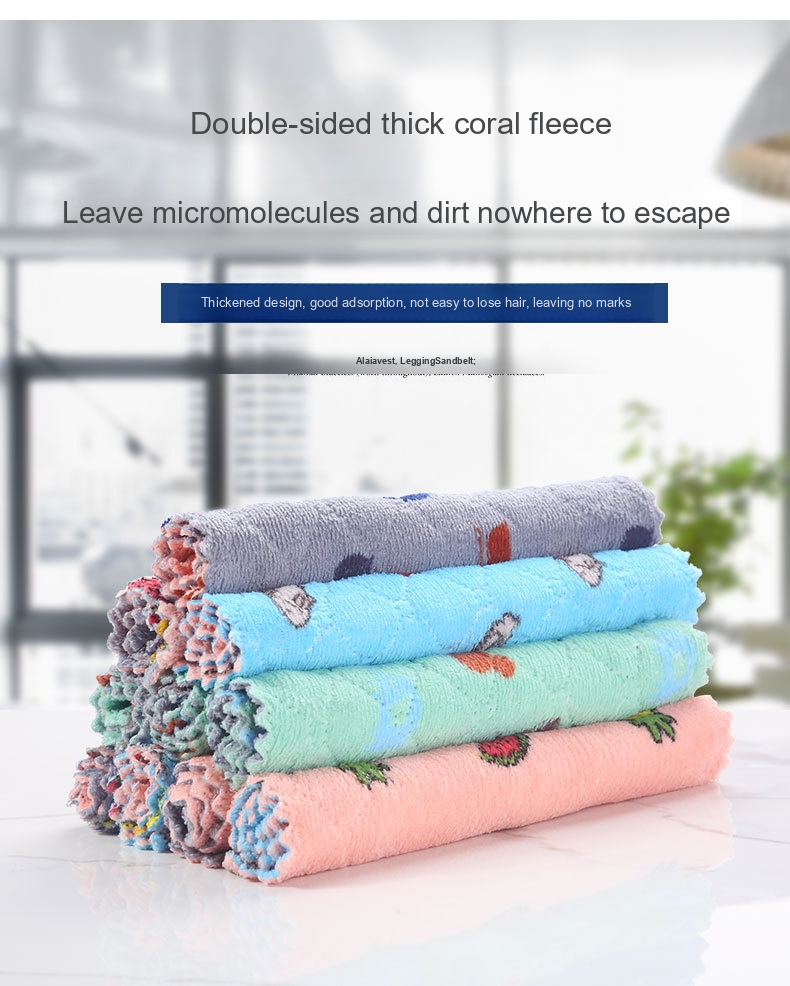 Double-sided thick coral fleece
Leave micromolecules and dirt nowhere to escape
Thickened design, good adsorption, not easy to lose hair, leaving no marks
Alaiavest, LeggingSandbelt;